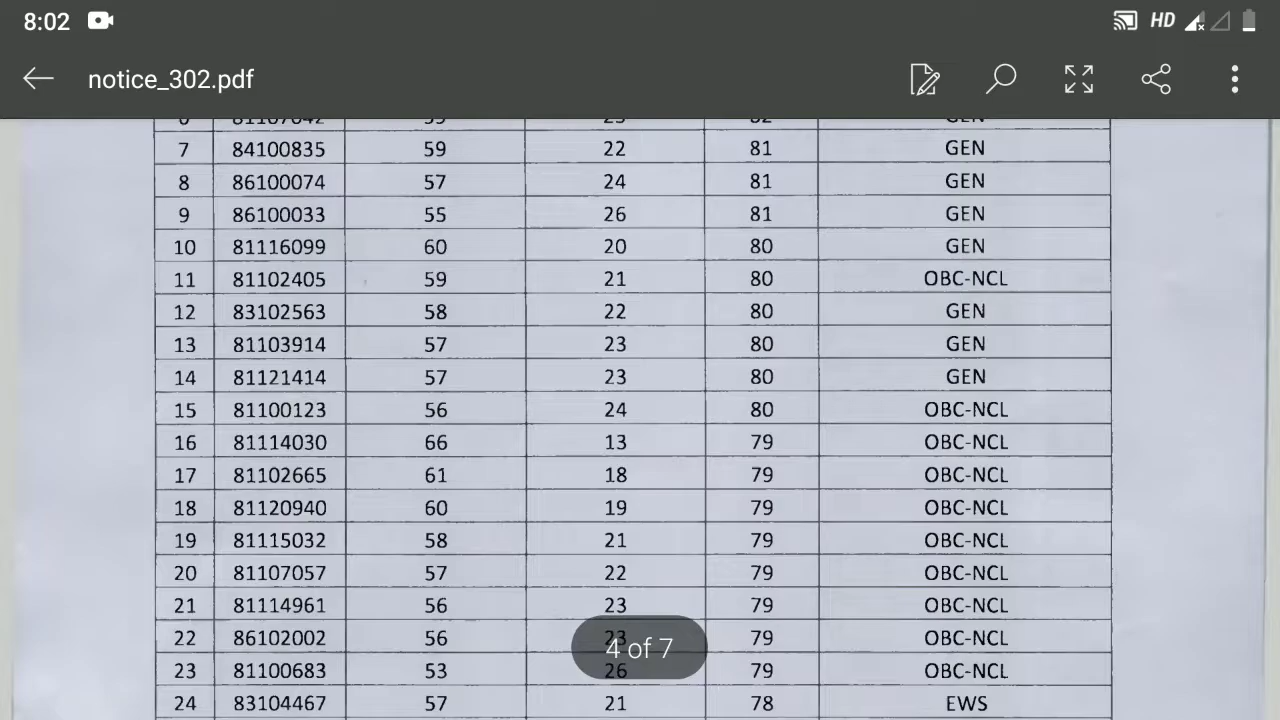 8:02 HD
notice_302.pdf
7 84100835 59 22 81 GEN
8 86100074 57 24 81 GEN
9 86100033 55 26 81 GEN
10 81116099 60 20 80 GEN
11 81102405 59 21 80 OBC-NCL
12 83102563 58 22 80 GEN
13 81103914 57 23 80 GEN
14 81121414 57 23 80 GEN
15 81100123 56 24 80 OBC-NCL
16 81114030 66 13 79 OBC-NCL
17 81102665 61 18 79 OBC-NCL
18 81120940 60 19 79 OBC-NCL
19 81115032 58 21 79 OBC-NCL
20 81107057 57 22 79 OBC-NCL
21 81114961 56 23 79 OBC-NCL
22 86102002 56 23 79 OBC-NCL
4 of 7
23 81100683 53 26 79 OBC-NCL
24 83104467 57 21 78 EWS